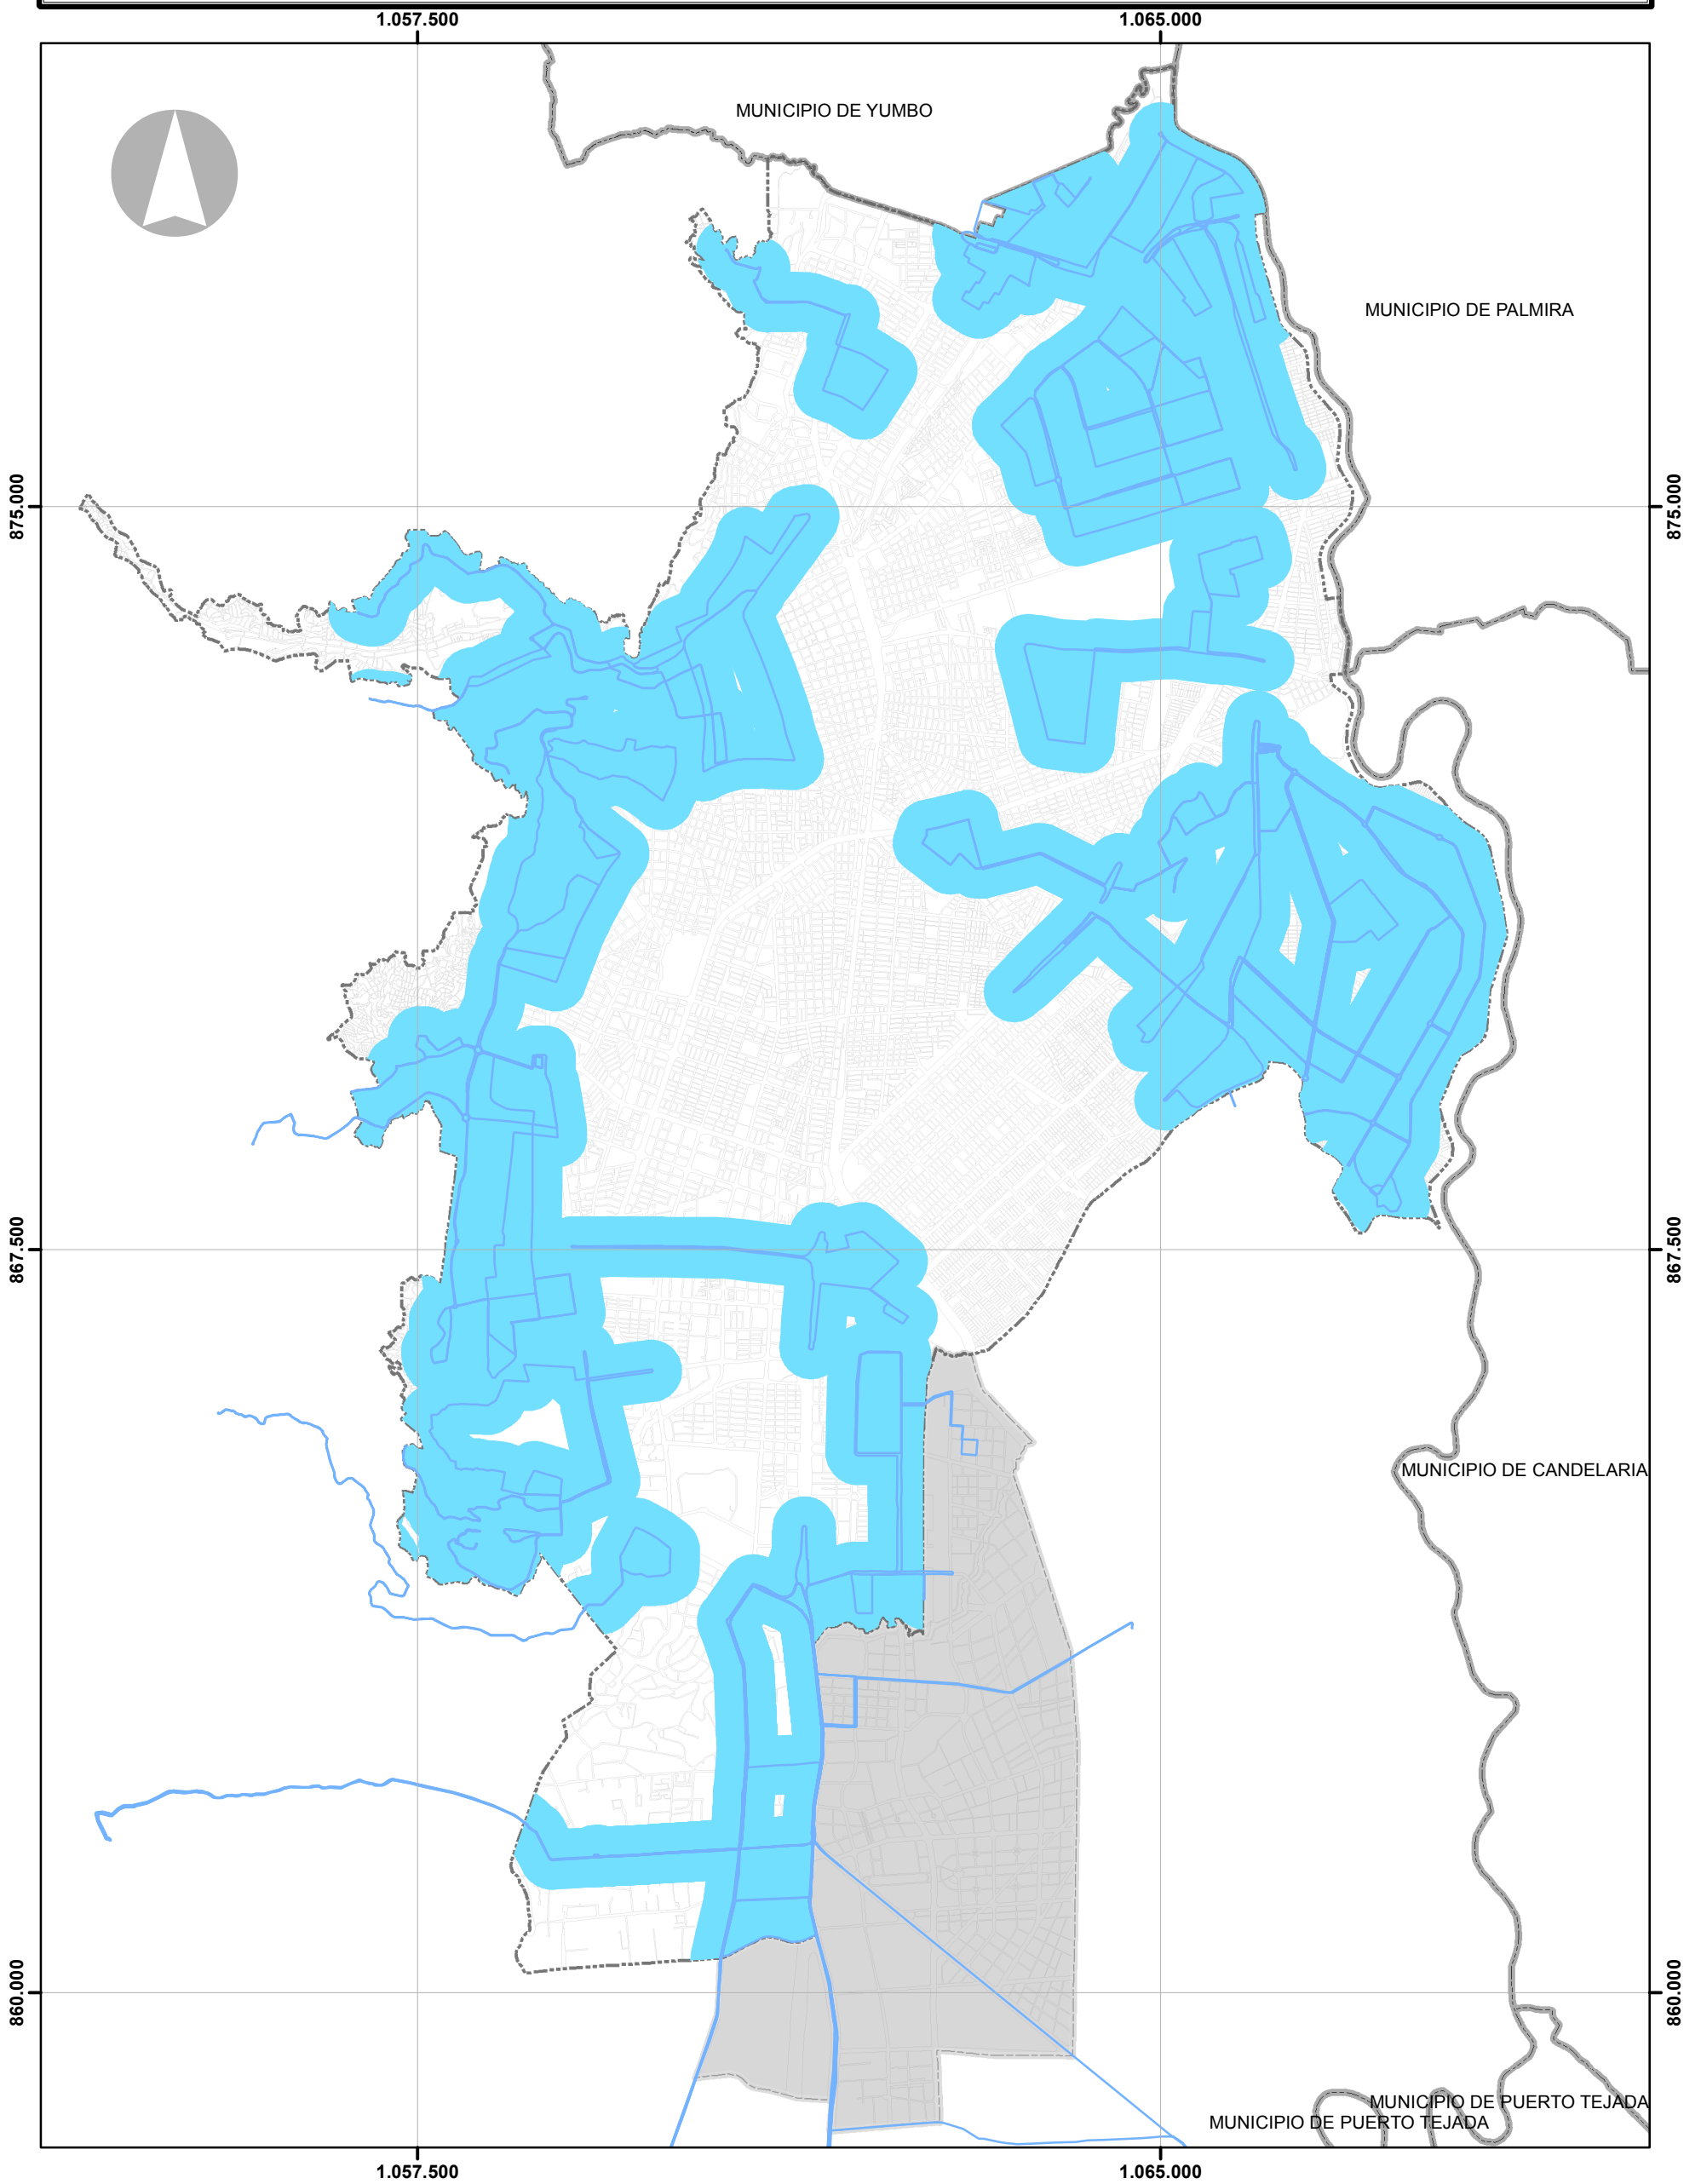 1.057.500 1.065.000
MUNICIPIO DE YUMBO
MUNICIPIO DE PALMIRA
875.000 875.000
867.500 867.500
MUNICIPIO DE CANDELARIA
860.000 860.000
MUNICIPIO DE PUERTO TEJADA
MUNICIPIO DE PUERTO TEJADA
1.057.500 1.065.000